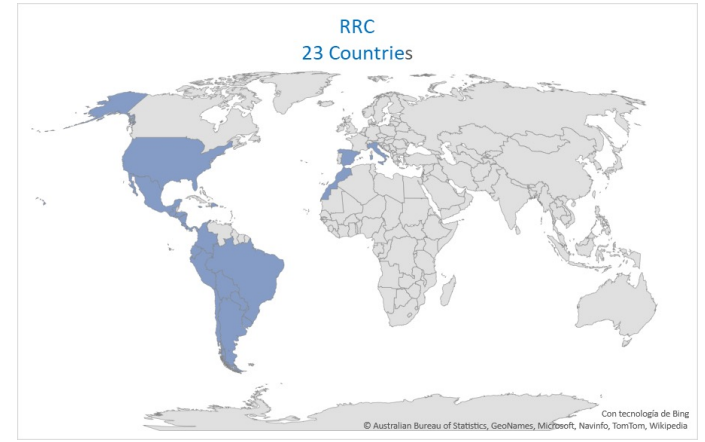 RRC
23 Countries
Con tecnología de Bing
© Australian Bureau of Statistics, GeoNames, Microsoft, Navinfo, TomTom, Wikipedia